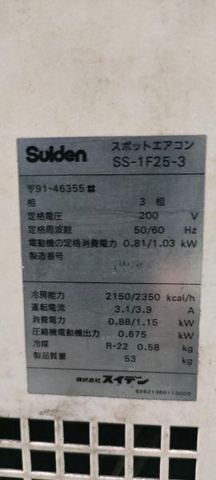 Suiden
スポットエアコン
SS-1F25-3
〒91-46355
相 3 相
定格電圧 200 V
定格周波数 50/60 Hz
電動機の定格消費電力 0.81/1.03 kW
製造番号
冷房能力 2150/2350 kcal/h
運転電流 3.1/3.9 A
消費電力 0.88/1.15 kW
圧縮機電動機出力 0.675 kW
冷媒 R-22 0.58 kg
製品質量 53 kg
株式会社 スイデン